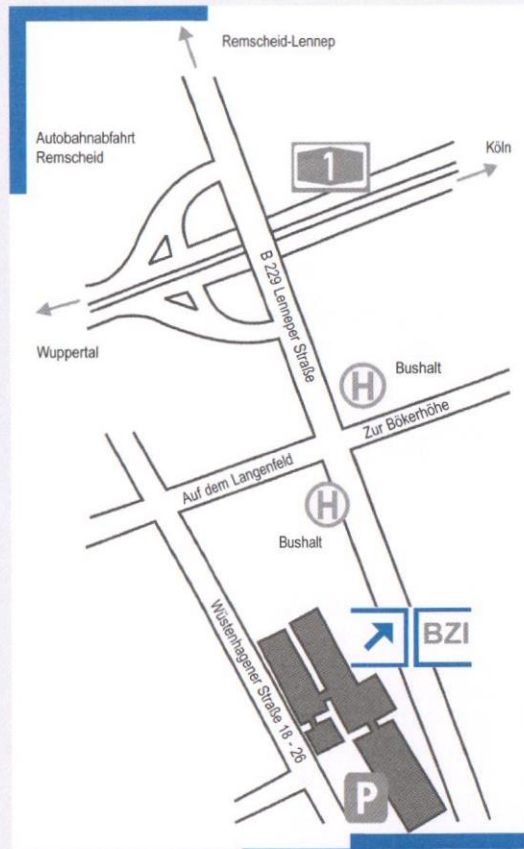 Remscheid-Lennep
Autobahnabfahrt
Remscheid
1
Köln
B 229 Lenneper Straße
Wuppertal
H
Bushalt
Zur Bökerhöhe
Auf dem Langenfeld
H
Bushalt
Wüstenhagener Straße 18 - 26
BZI
P